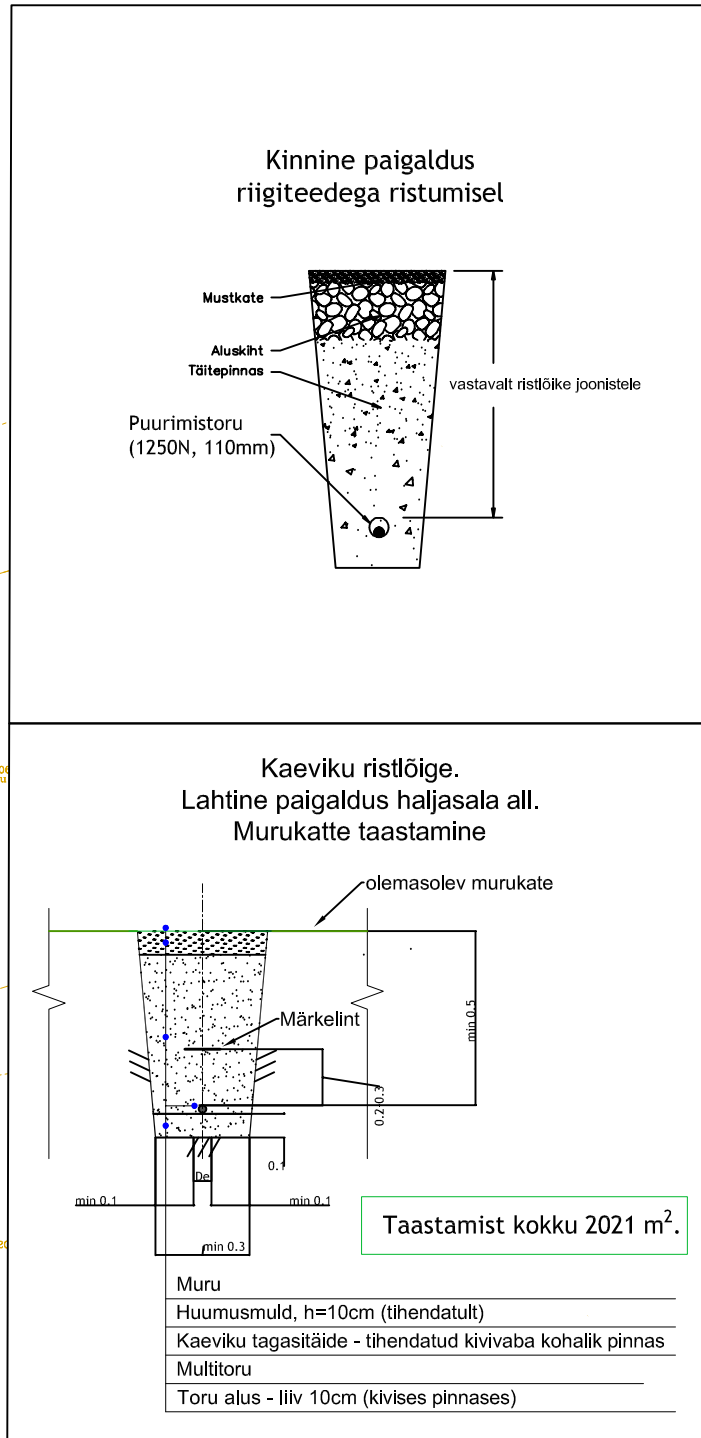 Kinnine paigaldus
riigiteedega ristumisel
Mustkate
Aluskiht
Täitepinnas
vastavalt ristlõike joonistele
Puurimistoru
(1250N, 110mm)
Kaeviku ristlõige.
Lahtine paigaldus haljasala all.
Murukatte taastamine
olemasolev murukate
Märkelint
min 0.5
0.2-0.3
0.1
De
min 0.1
min 0.1
min 0.3
Taastamist kokku 2021 m².
Muru
Huumusmuld, h=10cm (tihendatult)
Kaeviku tagasitäide - tihendatud kivivaba kohalik pinnas
Multitoru
Toru alus - liiv 10cm (kivises pinnases)